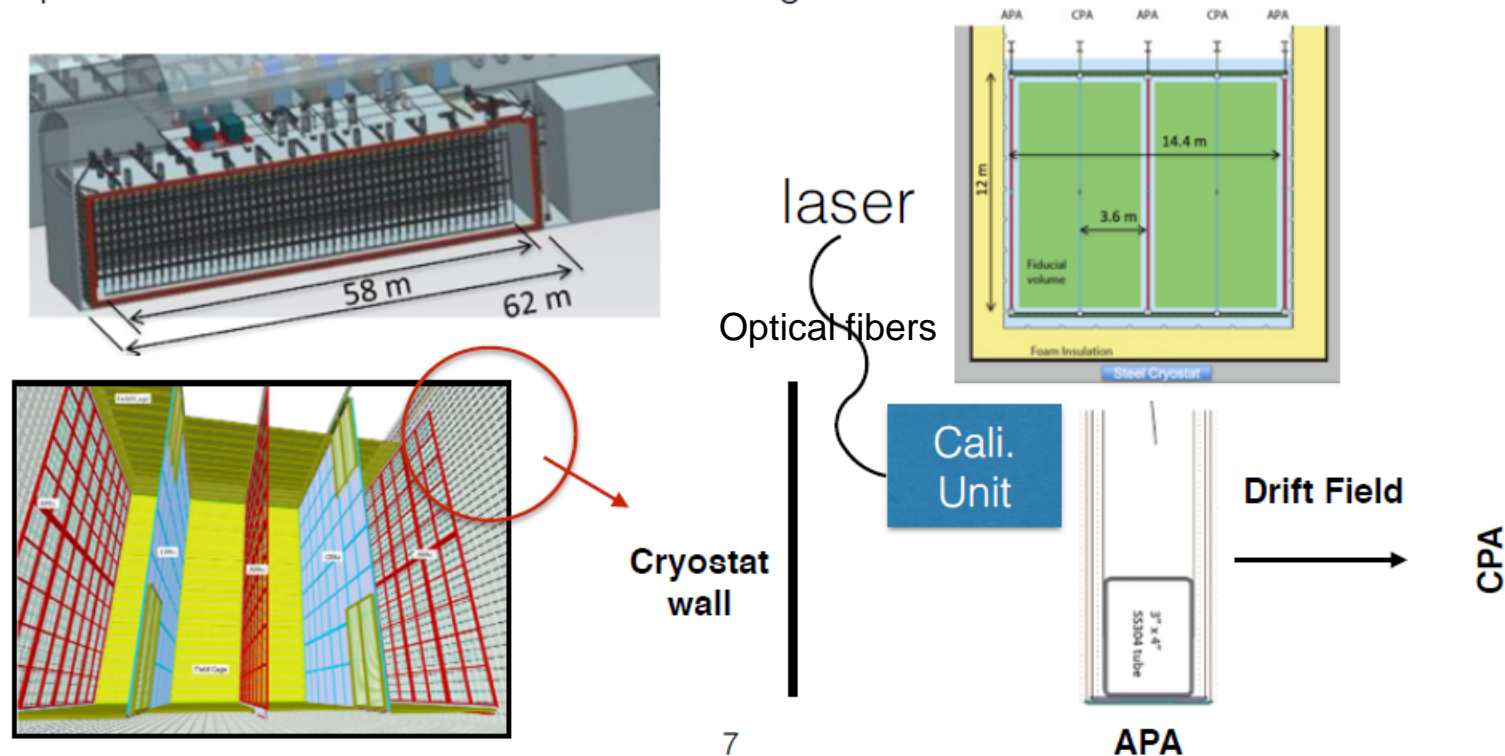 APA CPA APA CPA APA
12 m
14.4 m
3.6 m
Fiducial
volume
Foam Insulation
Steel Cryostat
58 m
62 m
laser
Optical fibers
Cali.
Unit
Cryostat
wall
Drift Field
CPA
3" x 4"
SS304 tube
APA
Field Cage
7